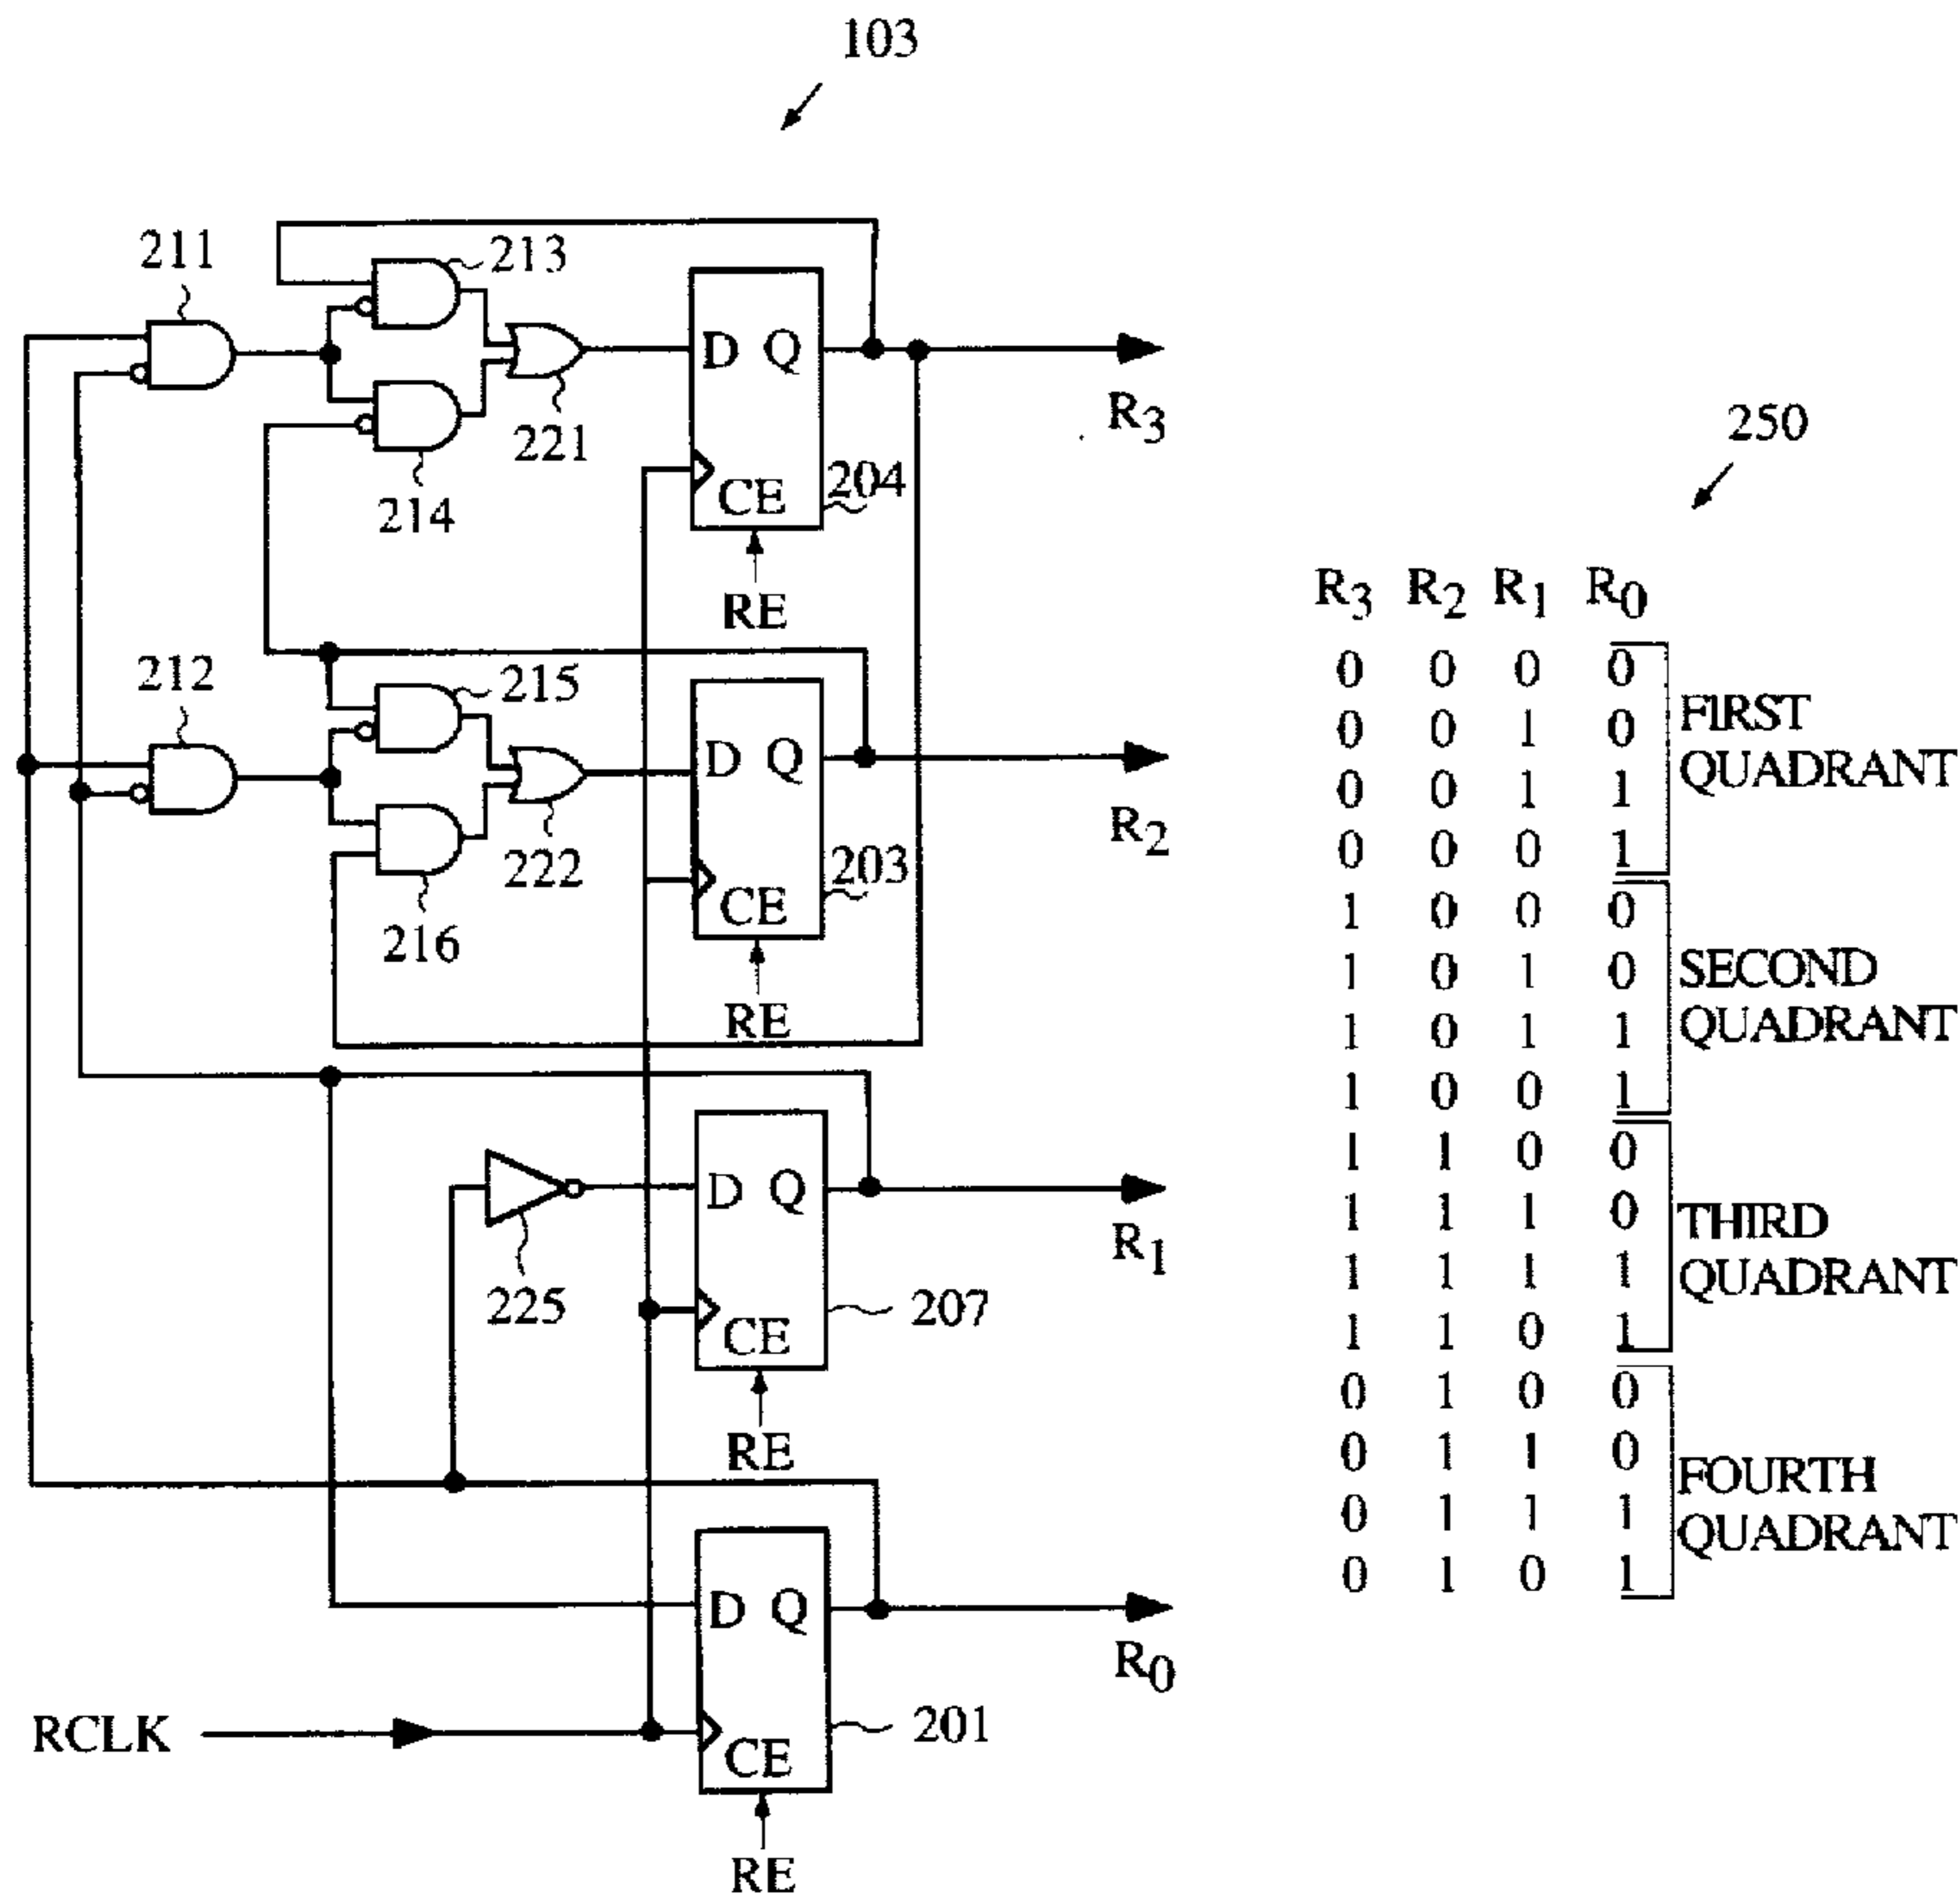 103
211
213
D Q
R3
221
214
CE
204
RE
250
212
215
D Q
R2
222
216
CE
203
RE
D Q
R1
225
CE
207
RE
D Q
R0
RCLK
CE
201
RE
R3 R2 R1 R0
0 0 0 0
0 0 1 0
0 0 1 1
0 0 0 1
FIRST
QUADRANT
1 0 0 0
1 0 1 0
1 0 1 1
1 0 0 1
SECOND
QUADRANT
1 1 0 0
1 1 1 0
1 1 1 1
1 1 0 1
THIRD
QUADRANT
0 1 0 0
0 1 1 0
0 1 1 1
0 1 0 1
FOURTH
QUADRANT